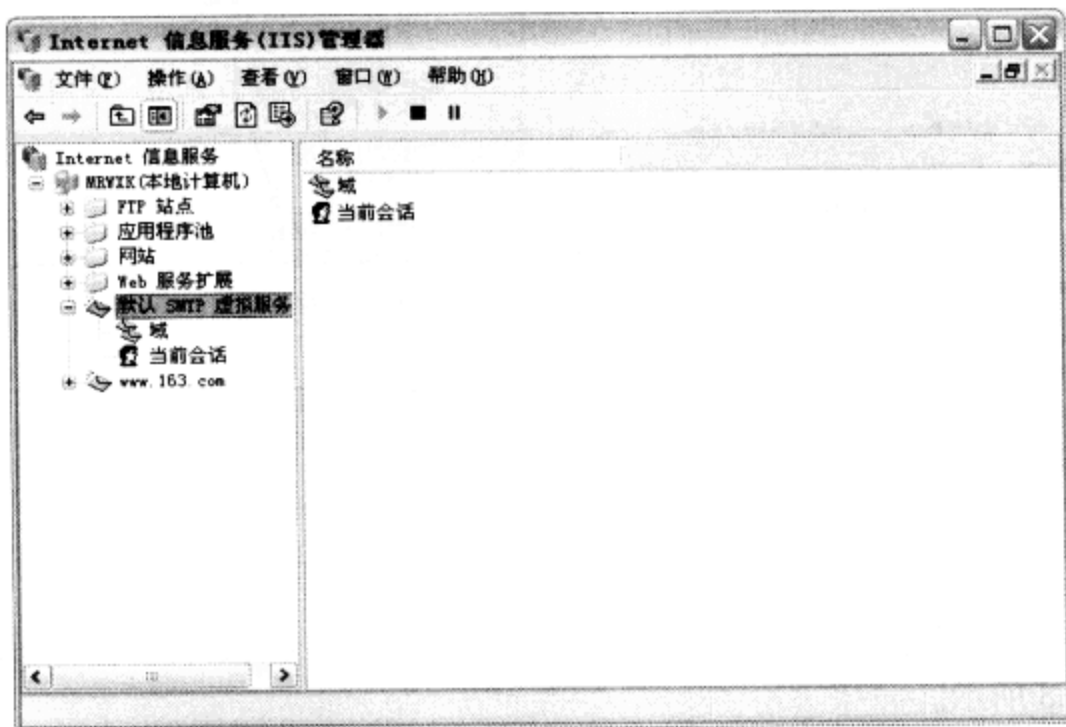 Internet 信息服务(IIS)管理器
文件(F) 操作(A) 查看(V) 窗口(W) 帮助(H)
Internet 信息服务
MRWXK(本地计算机)
FTP 站点
应用程序池
网站
Web 服务扩展
默认 SMTP 虚拟服务
域
当前会话
www.163.com
名称
域
当前会话